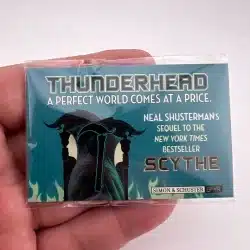 THUNDERHEAD
A PERFECT WORLD COMES AT A PRICE.
NEAL SHUSTERMAN'S
SEQUEL TO THE
NEW YORK TIMES
BESTSELLER
SCYTHE
SIMON & SCHUSTER